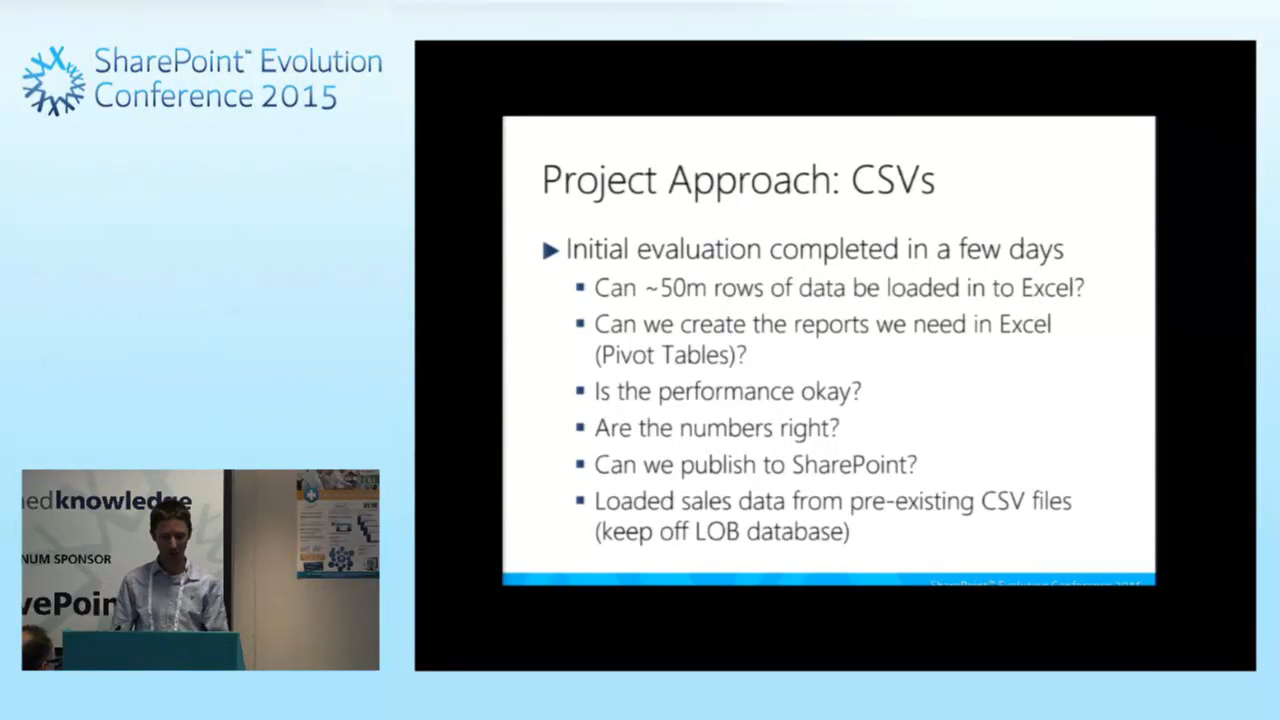 SharePoint™ Evolution
Conference 2015
Project Approach: CSVs
Initial evaluation completed in a few days
Can ~50m rows of data be loaded in to Excel?
Can we create the reports we need in Excel
(Pivot Tables)?
Is the performance okay?
Are the numbers right?
Can we publish to SharePoint?
Loaded sales data from pre-existing CSV files
(keep off LOB database)
SharePoint™ Evolution Conference 2015
nedknowledge
NUM SPONSOR
vePoin